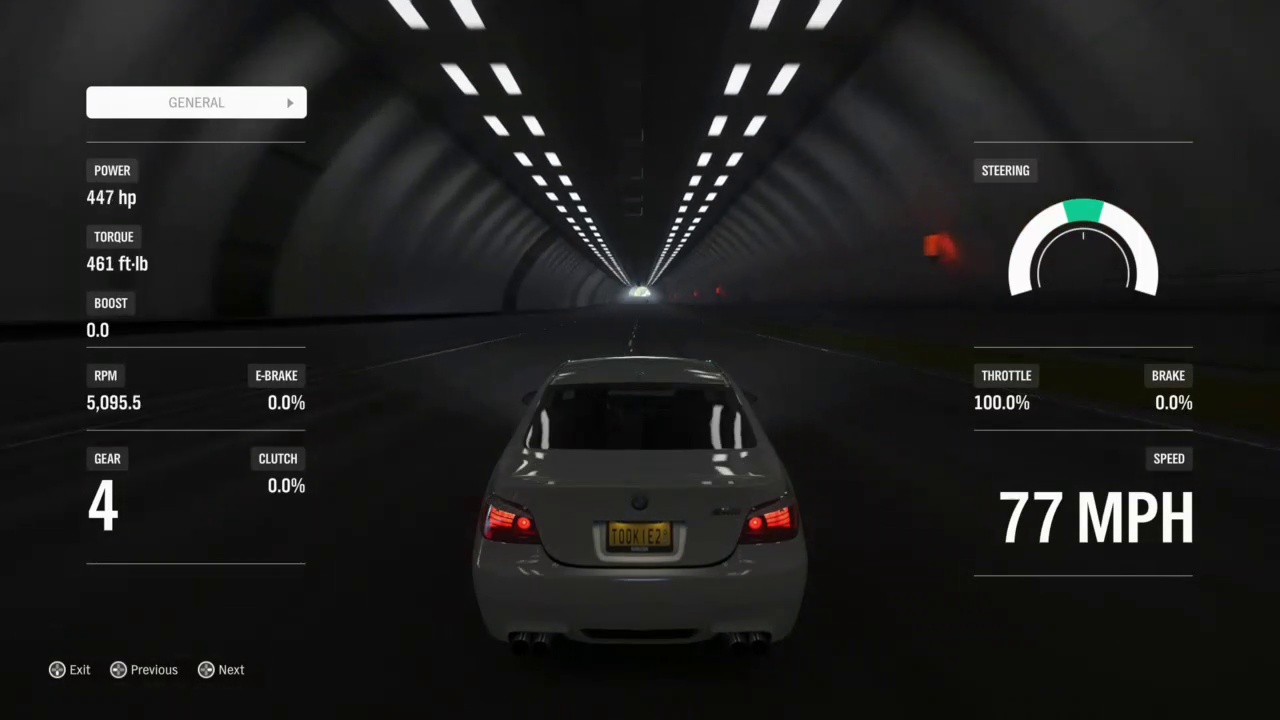 GENERAL
POWER
447 hp
TORQUE
461 ft·lb
BOOST
0.0
RPM
E-BRAKE
5,095.5
0.0%
GEAR
CLUTCH
4
0.0%
STEERING
THROTTLE
BRAKE
100.0%
0.0%
SPEED
77 MPH
TOOKIE2
Exit
Previous
Next